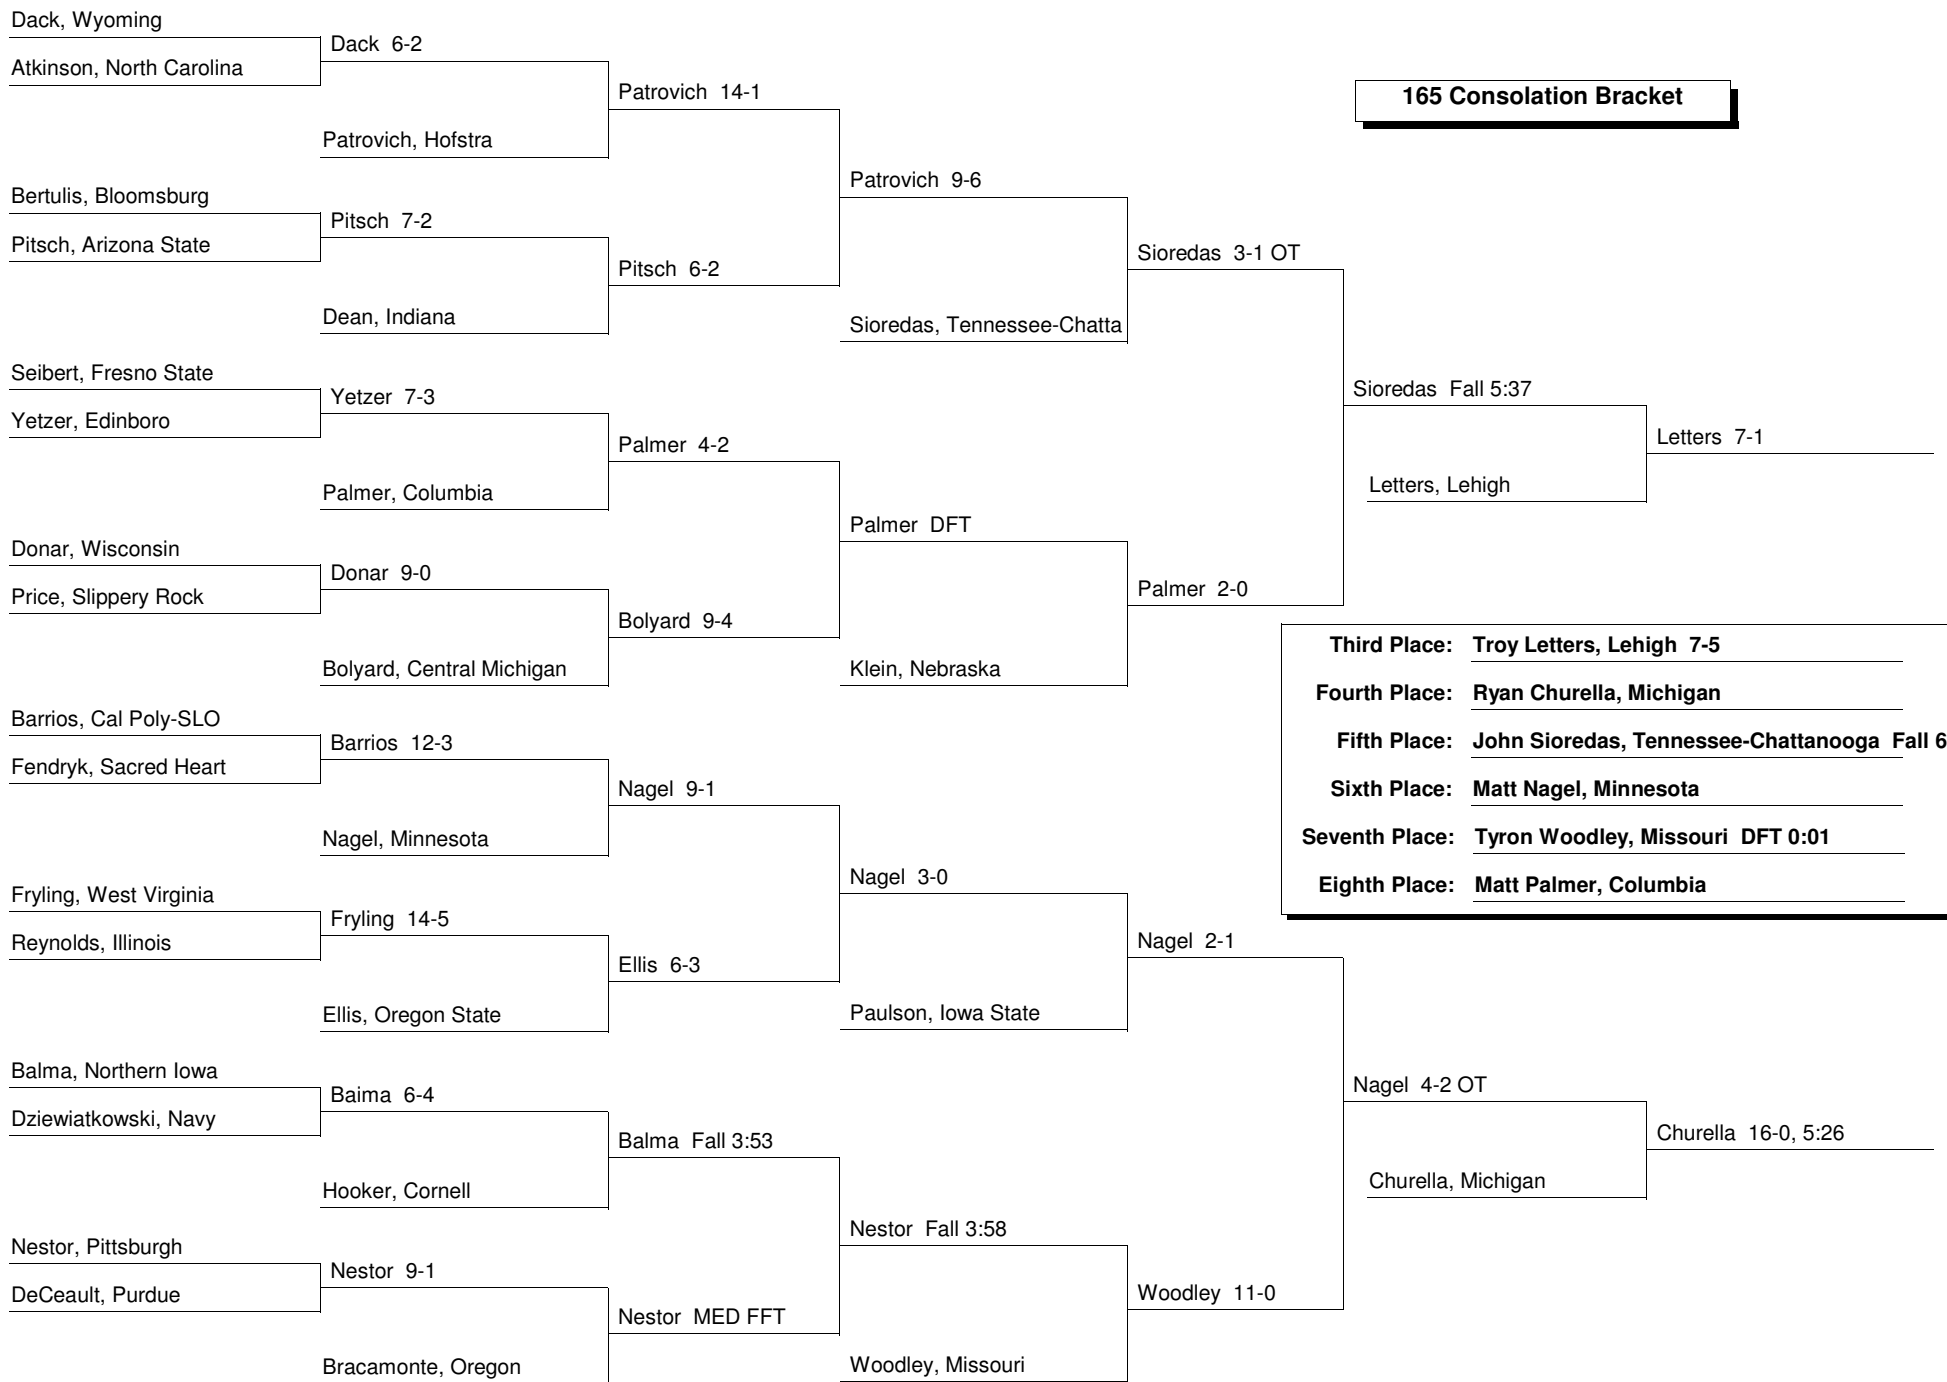 Dack, Wyoming
Dack  6-2
Atkinson, North Carolina
Patrovich  14-1
165 Consolation Bracket
Patrovich, Hofstra
Patrovich  9-6
Bertulis, Bloomsburg
Pitsch  7-2
Pitsch, Arizona State
Sioredas  3-1 OT
Pitsch  6-2
Dean, Indiana
Sioredas, Tennessee-Chatta
Seibert, Fresno State
Sioredas  Fall 5:37
Yetzer  7-3
Yetzer, Edinboro
Letters  7-1
Palmer  4-2
Letters, Lehigh
Palmer, Columbia
Palmer  DFT
Donar, Wisconsin
Donar  9-0
Palmer  2-0
Price, Slippery Rock
Bolyard  9-4
Third Place: Troy Letters, Lehigh  7-5
Bolyard, Central Michigan
Klein, Nebraska
Fourth Place: Ryan Churella, Michigan
Barrios, Cal Poly-SLO
Barrios  12-3
Fifth Place: John Sioredas, Tennessee-Chattanooga  Fall 6
Fendryk, Sacred Heart
Nagel  9-1
Sixth Place: Matt Nagel, Minnesota
Nagel, Minnesota
Seventh Place: Tyron Woodley, Missouri  DFT 0:01
Nagel  3-0
Eighth Place: Matt Palmer, Columbia
Fryling, West Virginia
Fryling  14-5
Reynolds, Illinois
Nagel  2-1
Ellis  6-3
Ellis, Oregon State
Paulson, Iowa State
Balma, Northern Iowa
Nagel  4-2 OT
Baima  6-4
Dziewiatkowski, Navy
Churella  16-0, 5:26
Balma  Fall 3:53
Churella, Michigan
Hooker, Cornell
Nestor  Fall 3:58
Nestor, Pittsburgh
Nestor  9-1
DeCeault, Purdue
Woodley  11-0
Nestor  MED FFT
Bracamonte, Oregon
Woodley, Missouri